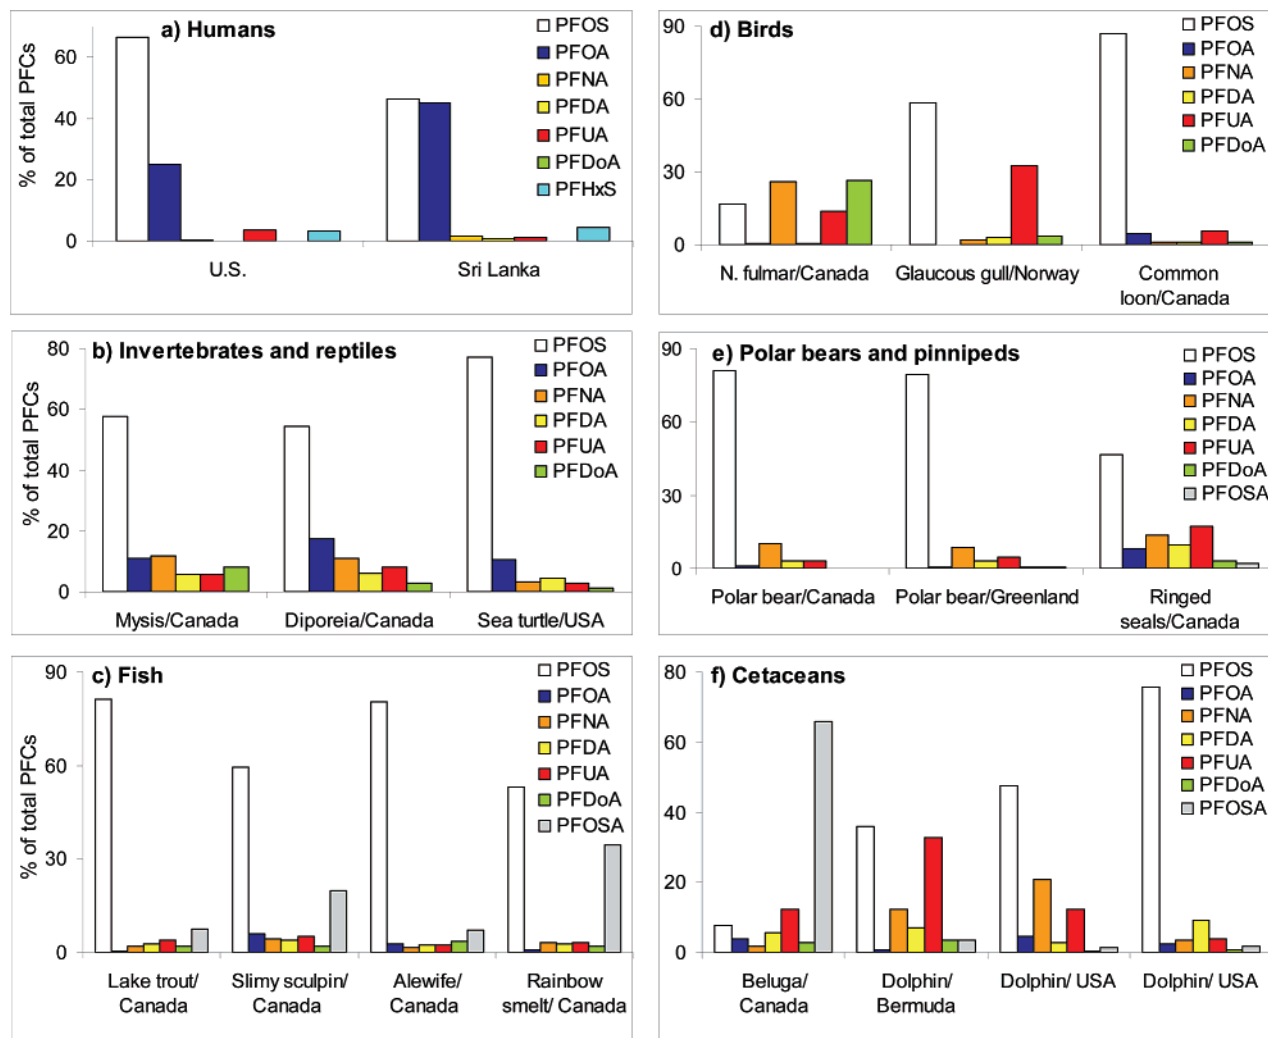 a) Humans
% of total PFCs
60
40
20
0
PFOS
PFOA
PFNA
PFDA
PFUA
PFDoA
PFHxS
U.S.
Sri Lanka
b) Invertebrates and reptiles
% of total PFCs
80
60
40
20
0
PFOS
PFOA
PFNA
PFDA
PFUA
PFDoA
Mysis/Canada
Diporeia/Canada
Sea turtle/USA
c) Fish
% of total PFCs
90
60
30
0
PFOS
PFOA
PFNA
PFDA
PFUA
PFDoA
PFOSA
Lake trout/
Canada
Slimy sculpin/
Canada
Alewife/
Canada
Rainbow
smelt/ Canada
d) Birds
90
60
30
0
PFOS
PFOA
PFNA
PFDA
PFUA
PFDoA
N. fulmar/Canada
Glaucous gull/Norway
Common
loon/Canada
e) Polar bears and pinnipeds
90
60
30
0
PFOS
PFOA
PFNA
PFDA
PFUA
PFDoA
PFOSA
Polar bear/Canada
Polar bear/Greenland
Ringed
seals/Canada
f) Cetaceans
80
60
40
20
0
PFOS
PFOA
PFNA
PFDA
PFUA
PFDoA
PFOSA
Beluga/
Canada
Dolphin/
Bermuda
Dolphin/ USA
Dolphin/ USA